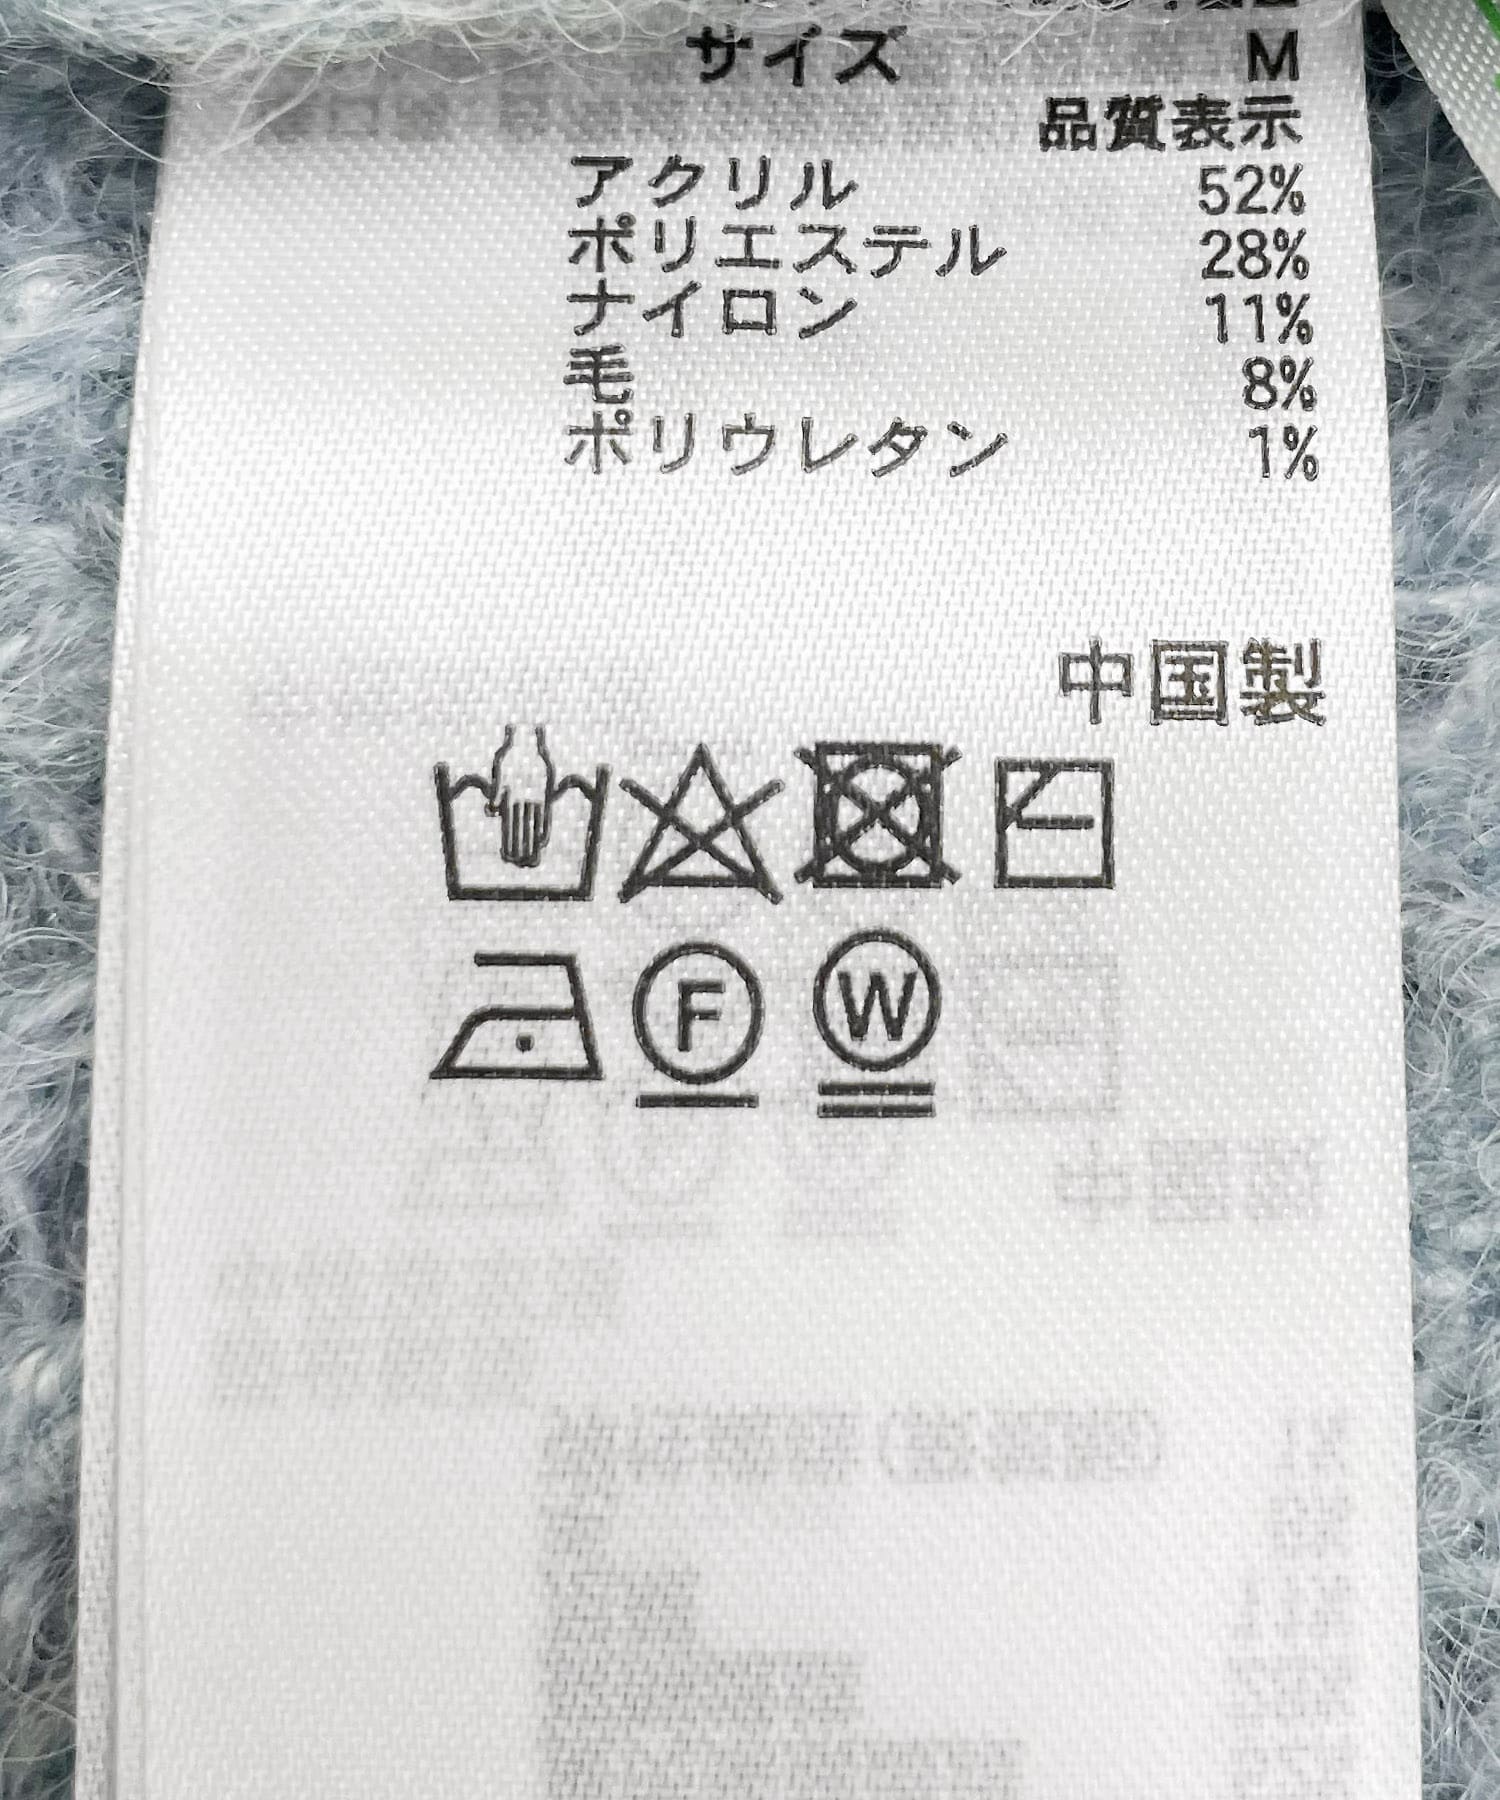 サイズ M
品質表示
アクリル 52%
ポリエステル 28%
ナイロン 11%
毛 8%
ポリウレタン 1%
中国製
F W